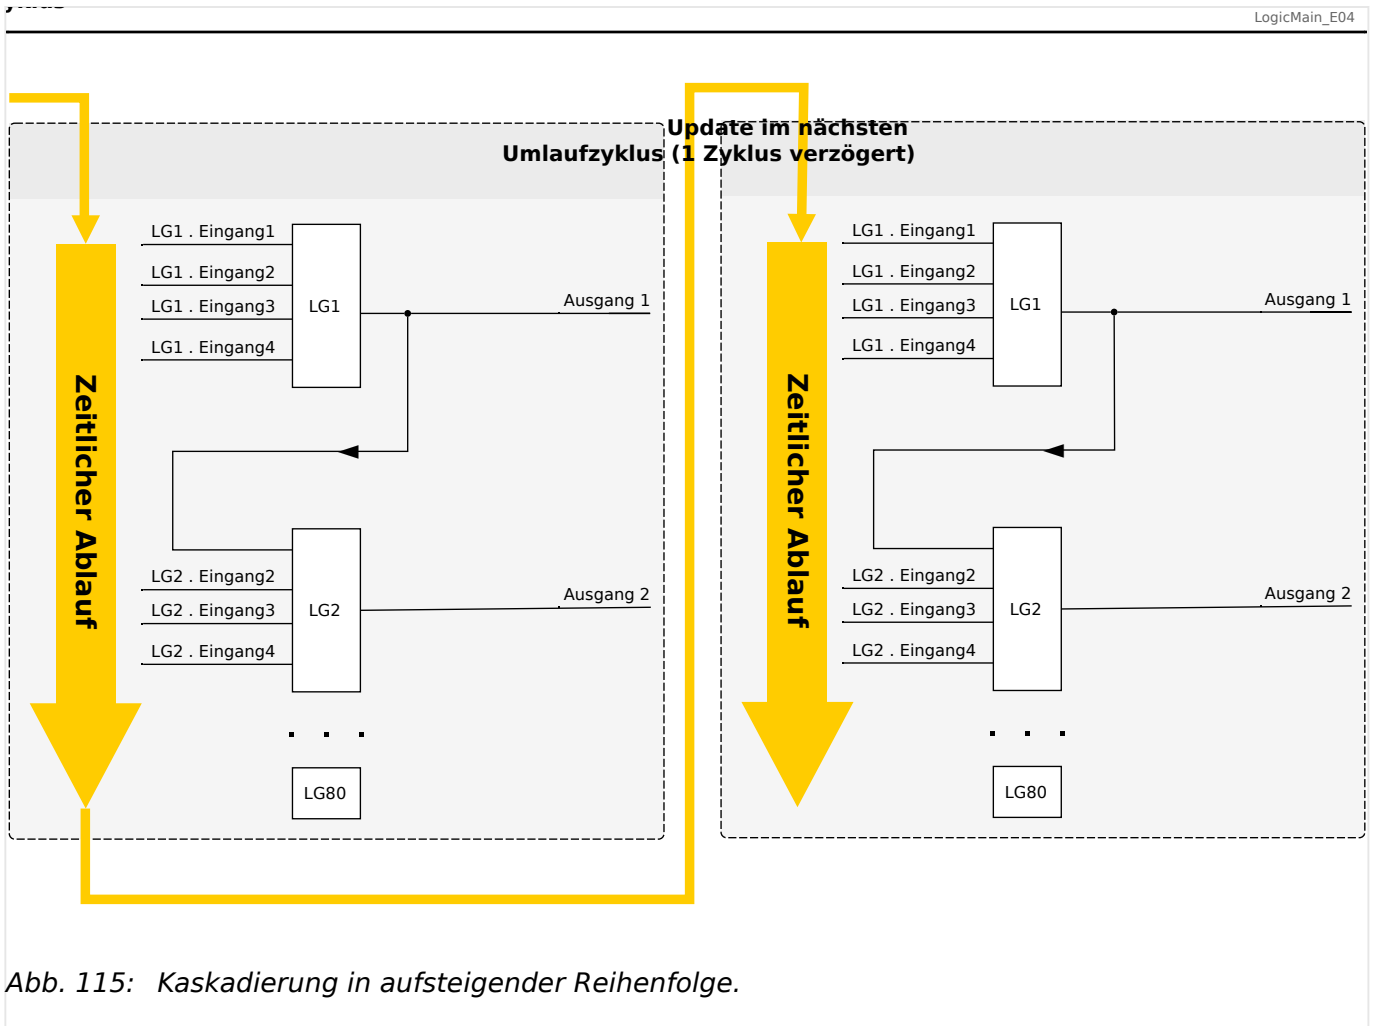 LogicMain_E04
Update im nächsten
Umlaufzyklus (1 Zyklus verzögert)
LG1 . Eingang1
LG1 . Eingang2
LG1 . Eingang3
LG1 . Eingang4
LG1
Ausgang 1
Zeitlicher Ablauf
LG2 . Eingang2
LG2 . Eingang3
LG2 . Eingang4
LG2
Ausgang 2
. . .
LG80
LG1 . Eingang1
LG1 . Eingang2
LG1 . Eingang3
LG1 . Eingang4
LG1
Ausgang 1
Zeitlicher Ablauf
LG2 . Eingang2
LG2 . Eingang3
LG2 . Eingang4
LG2
Ausgang 2
. . .
LG80
Abb. 115: Kaskadierung in aufsteigender Reihenfolge.